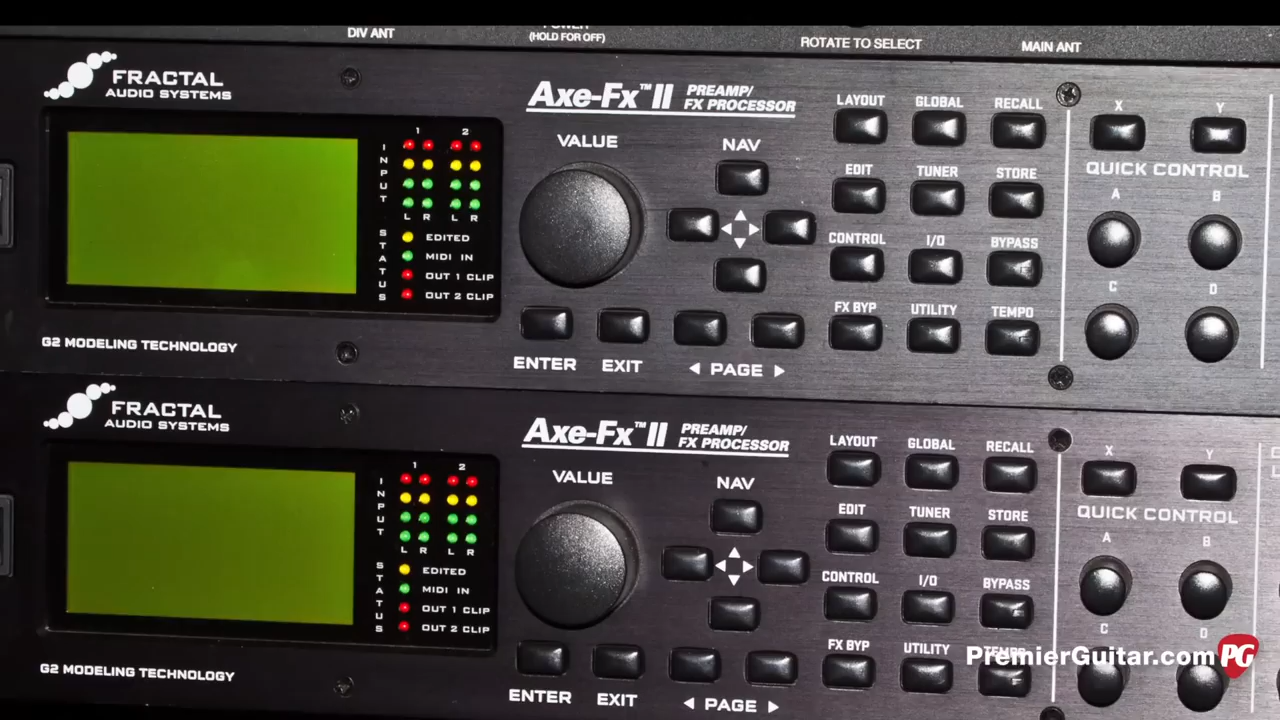 DIV ANT
POWER
(HOLD FOR OFF)
ROTATE TO SELECT
MAIN ANT
FRACTAL
AUDIO SYSTEMS
Axe-Fx™ II PREAMP/
FX PROCESSOR
1 2
INPUT
L R L R
STATUS
EDITED
MIDI IN
OUT 1 CLIP
OUT 2 CLIP
G2 MODELING TECHNOLOGY
VALUE
NAV
ENTER EXIT ◄ PAGE ►
LAYOUT GLOBAL RECALL
EDIT TUNER STORE
CONTROL I/O BYPASS
FX BYP UTILITY TEMPO
X Y
QUICK CONTROL
A B
C D
FRACTAL
AUDIO SYSTEMS
Axe-Fx™ II PREAMP/
FX PROCESSOR
1 2
INPUT
L R L R
STATUS
EDITED
MIDI IN
OUT 1 CLIP
OUT 2 CLIP
G2 MODELING TECHNOLOGY
VALUE
NAV
ENTER EXIT ◄ PAGE ►
LAYOUT GLOBAL RECALL
EDIT TUNER STORE
CONTROL I/O BYPASS
FX BYP UTILITY TEMPO
X Y
QUICK CONTROL
A B
C D
PremierGuitar.com PG